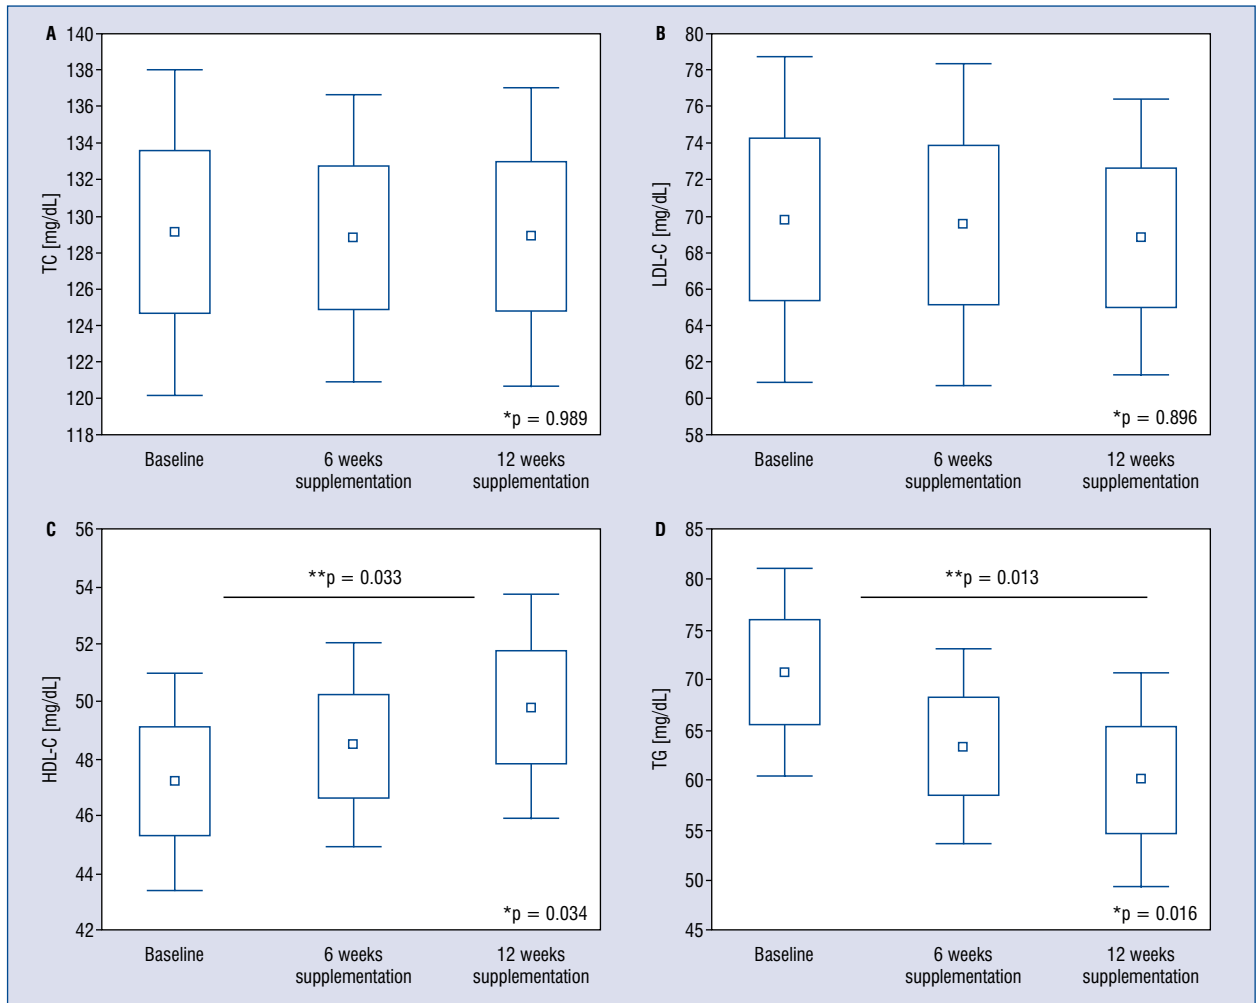 A
140
138
136
134
132
130
128
126
124
122
120
118
TC [mg/dL]
*p = 0.989
Baseline
6 weeks
supplementation
12 weeks
supplementation
B
80
78
76
74
72
70
68
66
64
62
60
58
LDL-C [mg/dL]
*p = 0.896
Baseline
6 weeks
supplementation
12 weeks
supplementation
C
56
54
52
50
48
46
44
42
HDL-C [mg/dL]
**p = 0.033
*p = 0.034
Baseline
6 weeks
supplementation
12 weeks
supplementation
D
85
80
75
70
65
60
55
50
45
TG [mg/dL]
**p = 0.013
*p = 0.016
Baseline
6 weeks
supplementation
12 weeks
supplementation